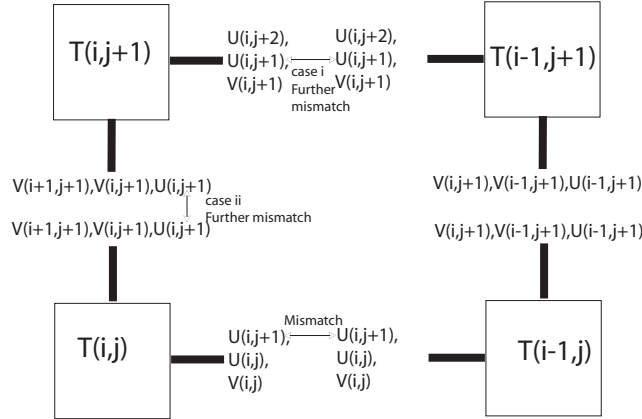 T(i,j+1)
U(i,j+2),
U(i,j+1),
V(i,j+1)
case i
Further
mismatch
U(i,j+2),
U(i,j+1),
V(i,j+1)
T(i-1,j+1)
V(i+1,j+1),V(i,j+1),U(i,j+1)
case ii
Further mismatch
V(i+1,j+1),V(i,j+1),U(i,j+1)
V(i,j+1),V(i-1,j+1),U(i-1,j+1)
V(i,j+1),V(i-1,j+1),U(i-1,j+1)
T(i,j)
U(i,j+1),
U(i,j),
V(i,j)
Mismatch
U(i,j+1),
U(i,j),
V(i,j)
T(i-1,j)